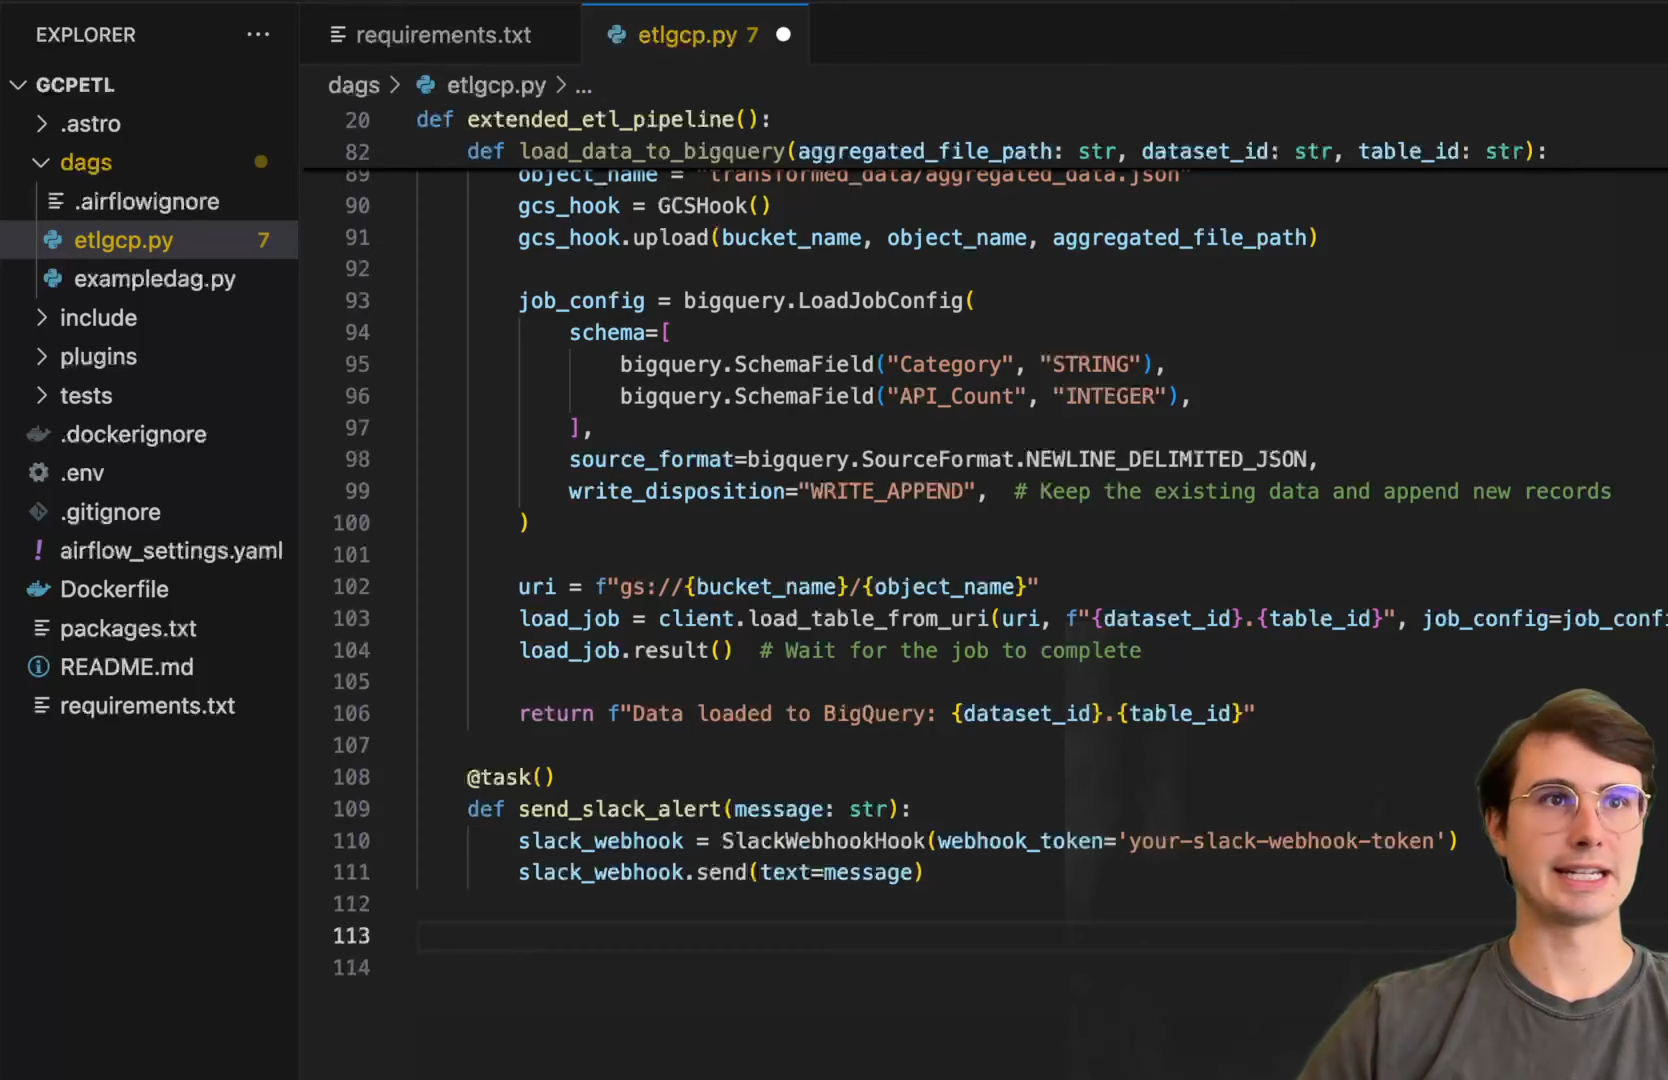 EXPLORER ...
GCPETL
.astro
dags
.airflowignore
etlgcp.py 7
exampledag.py
include
plugins
tests
.dockerignore
.env
.gitignore
! airflow_settings.yaml
Dockerfile
packages.txt
README.md
requirements.txt
requirements.txt
etlgcp.py 7
dags > etlgcp.py > ...
20 def extended_etl_pipeline():
82 def load_data_to_bigquery(aggregated_file_path: str, dataset_id: str, table_id: str):
89 object_name = "transformed_data/aggregated_data.json"
90 gcs_hook = GCSHook()
91 gcs_hook.upload(bucket_name, object_name, aggregated_file_path)
92
93 job_config = bigquery.LoadJobConfig(
94 schema=[
95 bigquery.SchemaField("Category", "STRING"),
96 bigquery.SchemaField("API_Count", "INTEGER"),
97 ],
98 source_format=bigquery.SourceFormat.NEWLINE_DELIMITED_JSON,
99 write_disposition="WRITE_APPEND", # Keep the existing data and append new records
100 )
101
102 uri = f"gs://{bucket_name}/{object_name}"
103 load_job = client.load_table_from_uri(uri, f"{dataset_id}.{table_id}", job_config=job_confi
104 load_job.result() # Wait for the job to complete
105
106 return f"Data loaded to BigQuery: {dataset_id}.{table_id}"
107
108 @task()
109 def send_slack_alert(message: str):
110 slack_webhook = SlackWebhookHook(webhook_token='your-slack-webhook-token')
111 slack_webhook.send(text=message)
112
113
114